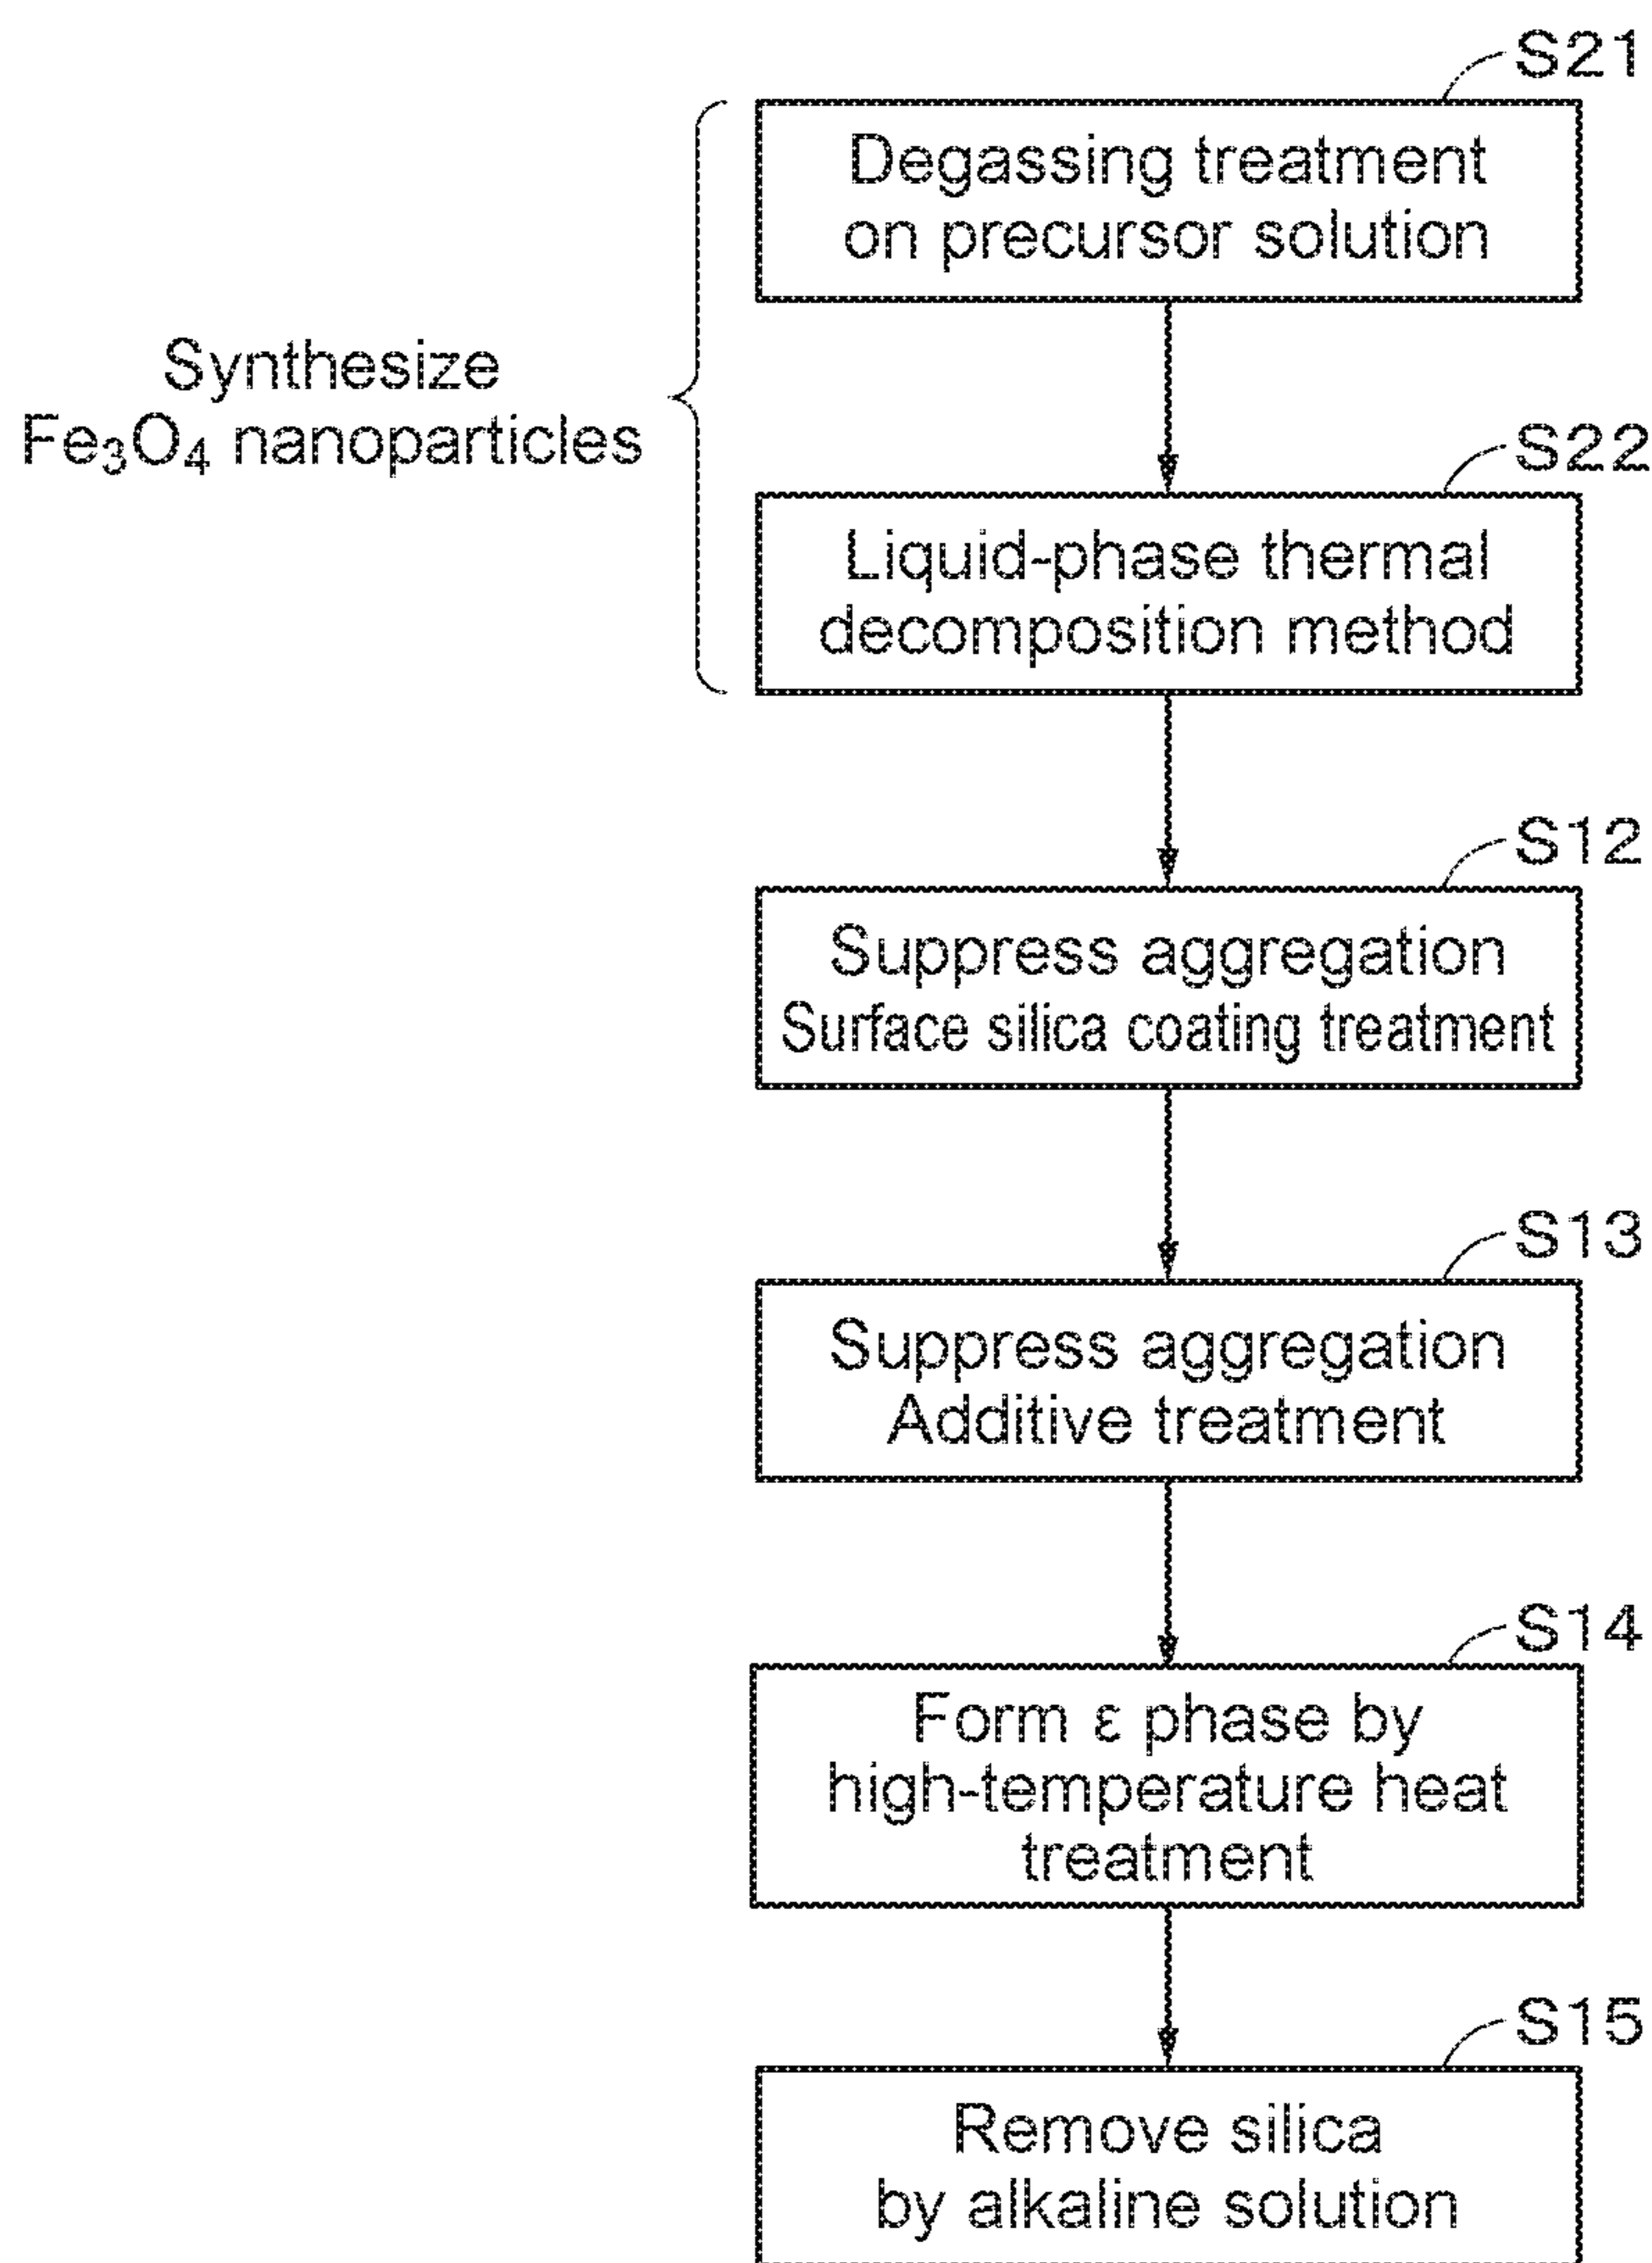 S21
Degassing treatment
on precursor solution
Synthesize
Fe₃O₄ nanoparticles
S22
Liquid-phase thermal
decomposition method
S12
Suppress aggregation
Surface silica coating treatment
S13
Suppress aggregation
Additive treatment
S14
Form ε phase by
high-temperature heat
treatment
S15
Remove silica
by alkaline solution